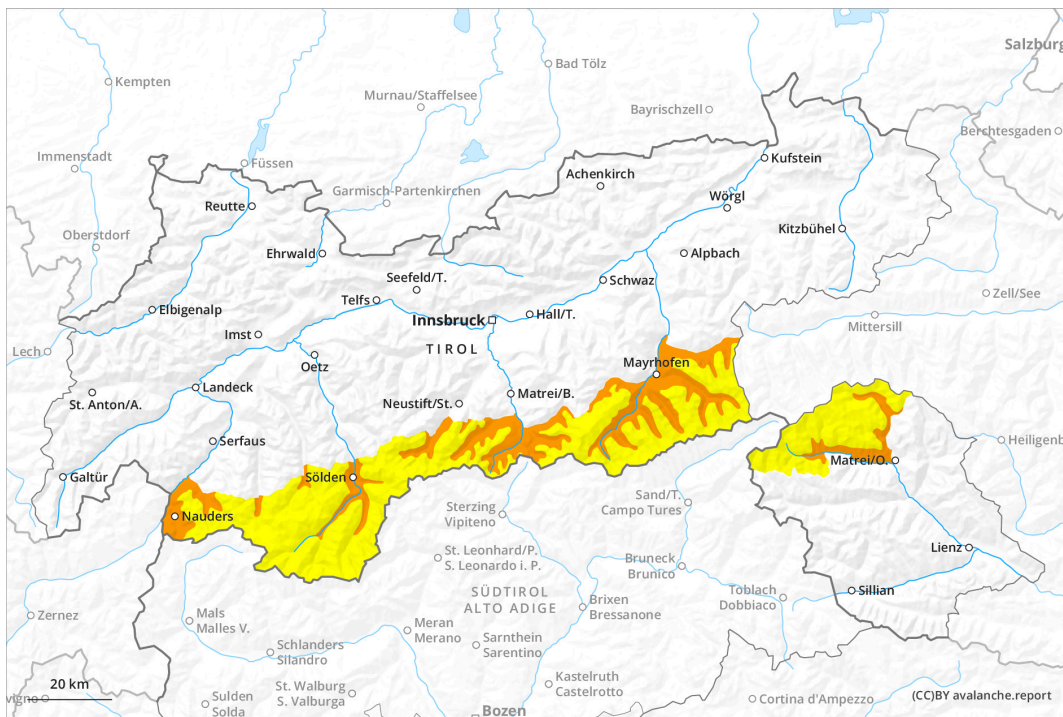 Salzburg
Bad Tölz
Kempten
Murnau/Staffelsee
Bayrischzell
Berchtesgaden
Immenstadt
Füssen
Kufstein
Achenkirch
Garmisch-Partenkirchen
Wörgl
Reutte
Kitzbühel
Oberstdorf
Ehrwald
Alpbach
Seefeld/T.
Schwaz
Zell/See
Telfs
Elbigenalp
Hall/T.
Innsbruck
Mittersill
Imst
TIROL
Lech
Mayrhofen
Oetz
Landeck
St. Anton/A.
Matrei/B.
Neustift/St.
Serfaus
Heiligenb
Matrei/O.
Galtür
Sölden
Sand/T.
Campo Tures
Sterzing
Vipiteno
Nauders
Lienz
St. Leonhard/P.
S. Leonardo i. P.
Bruneck
Brunico
Sillian
SÜDTIROL
ALTO ADIGE
Toblach
Dobbiaco
Brixen
Bressanone
Zernez
Mals
Malles V.
Meran
Merano
Sarnthein
Sarentino
Schlanders
Silandro
Kastelruth
Castelrotto
20 km
St. Walburg
S. Valburga
vigno
Sulden
Solda
Cortina d'Ampezzo
(CC)BY avalanche.report
Bozen